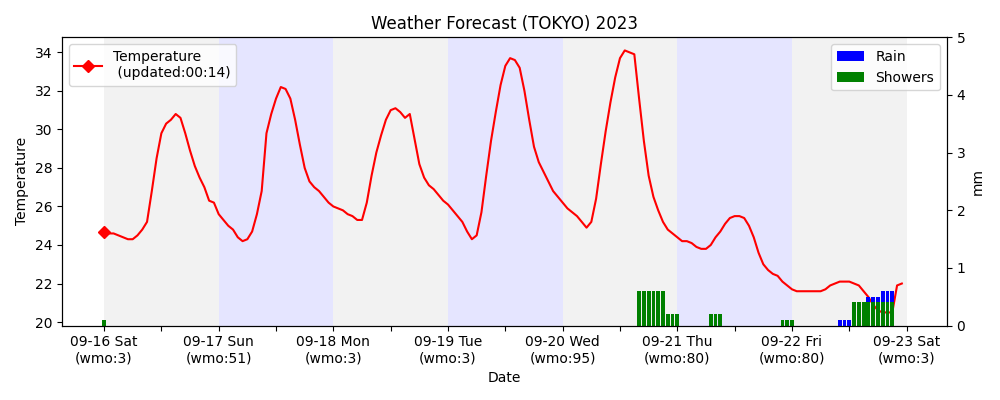 Weather Forecast (TOKYO) 2023
Temperature
(updated:00:14)
Rain
Showers
Temperature
34
32
30
28
26
24
22
20
5
4
3
2
1
0
mm
09-16 Sat
(wmo:3)
09-17 Sun
(wmo:51)
09-18 Mon
(wmo:3)
09-19 Tue
(wmo:3)
09-20 Wed
(wmo:95)
09-21 Thu
(wmo:80)
09-22 Fri
(wmo:80)
09-23 Sat
(wmo:3)
Date